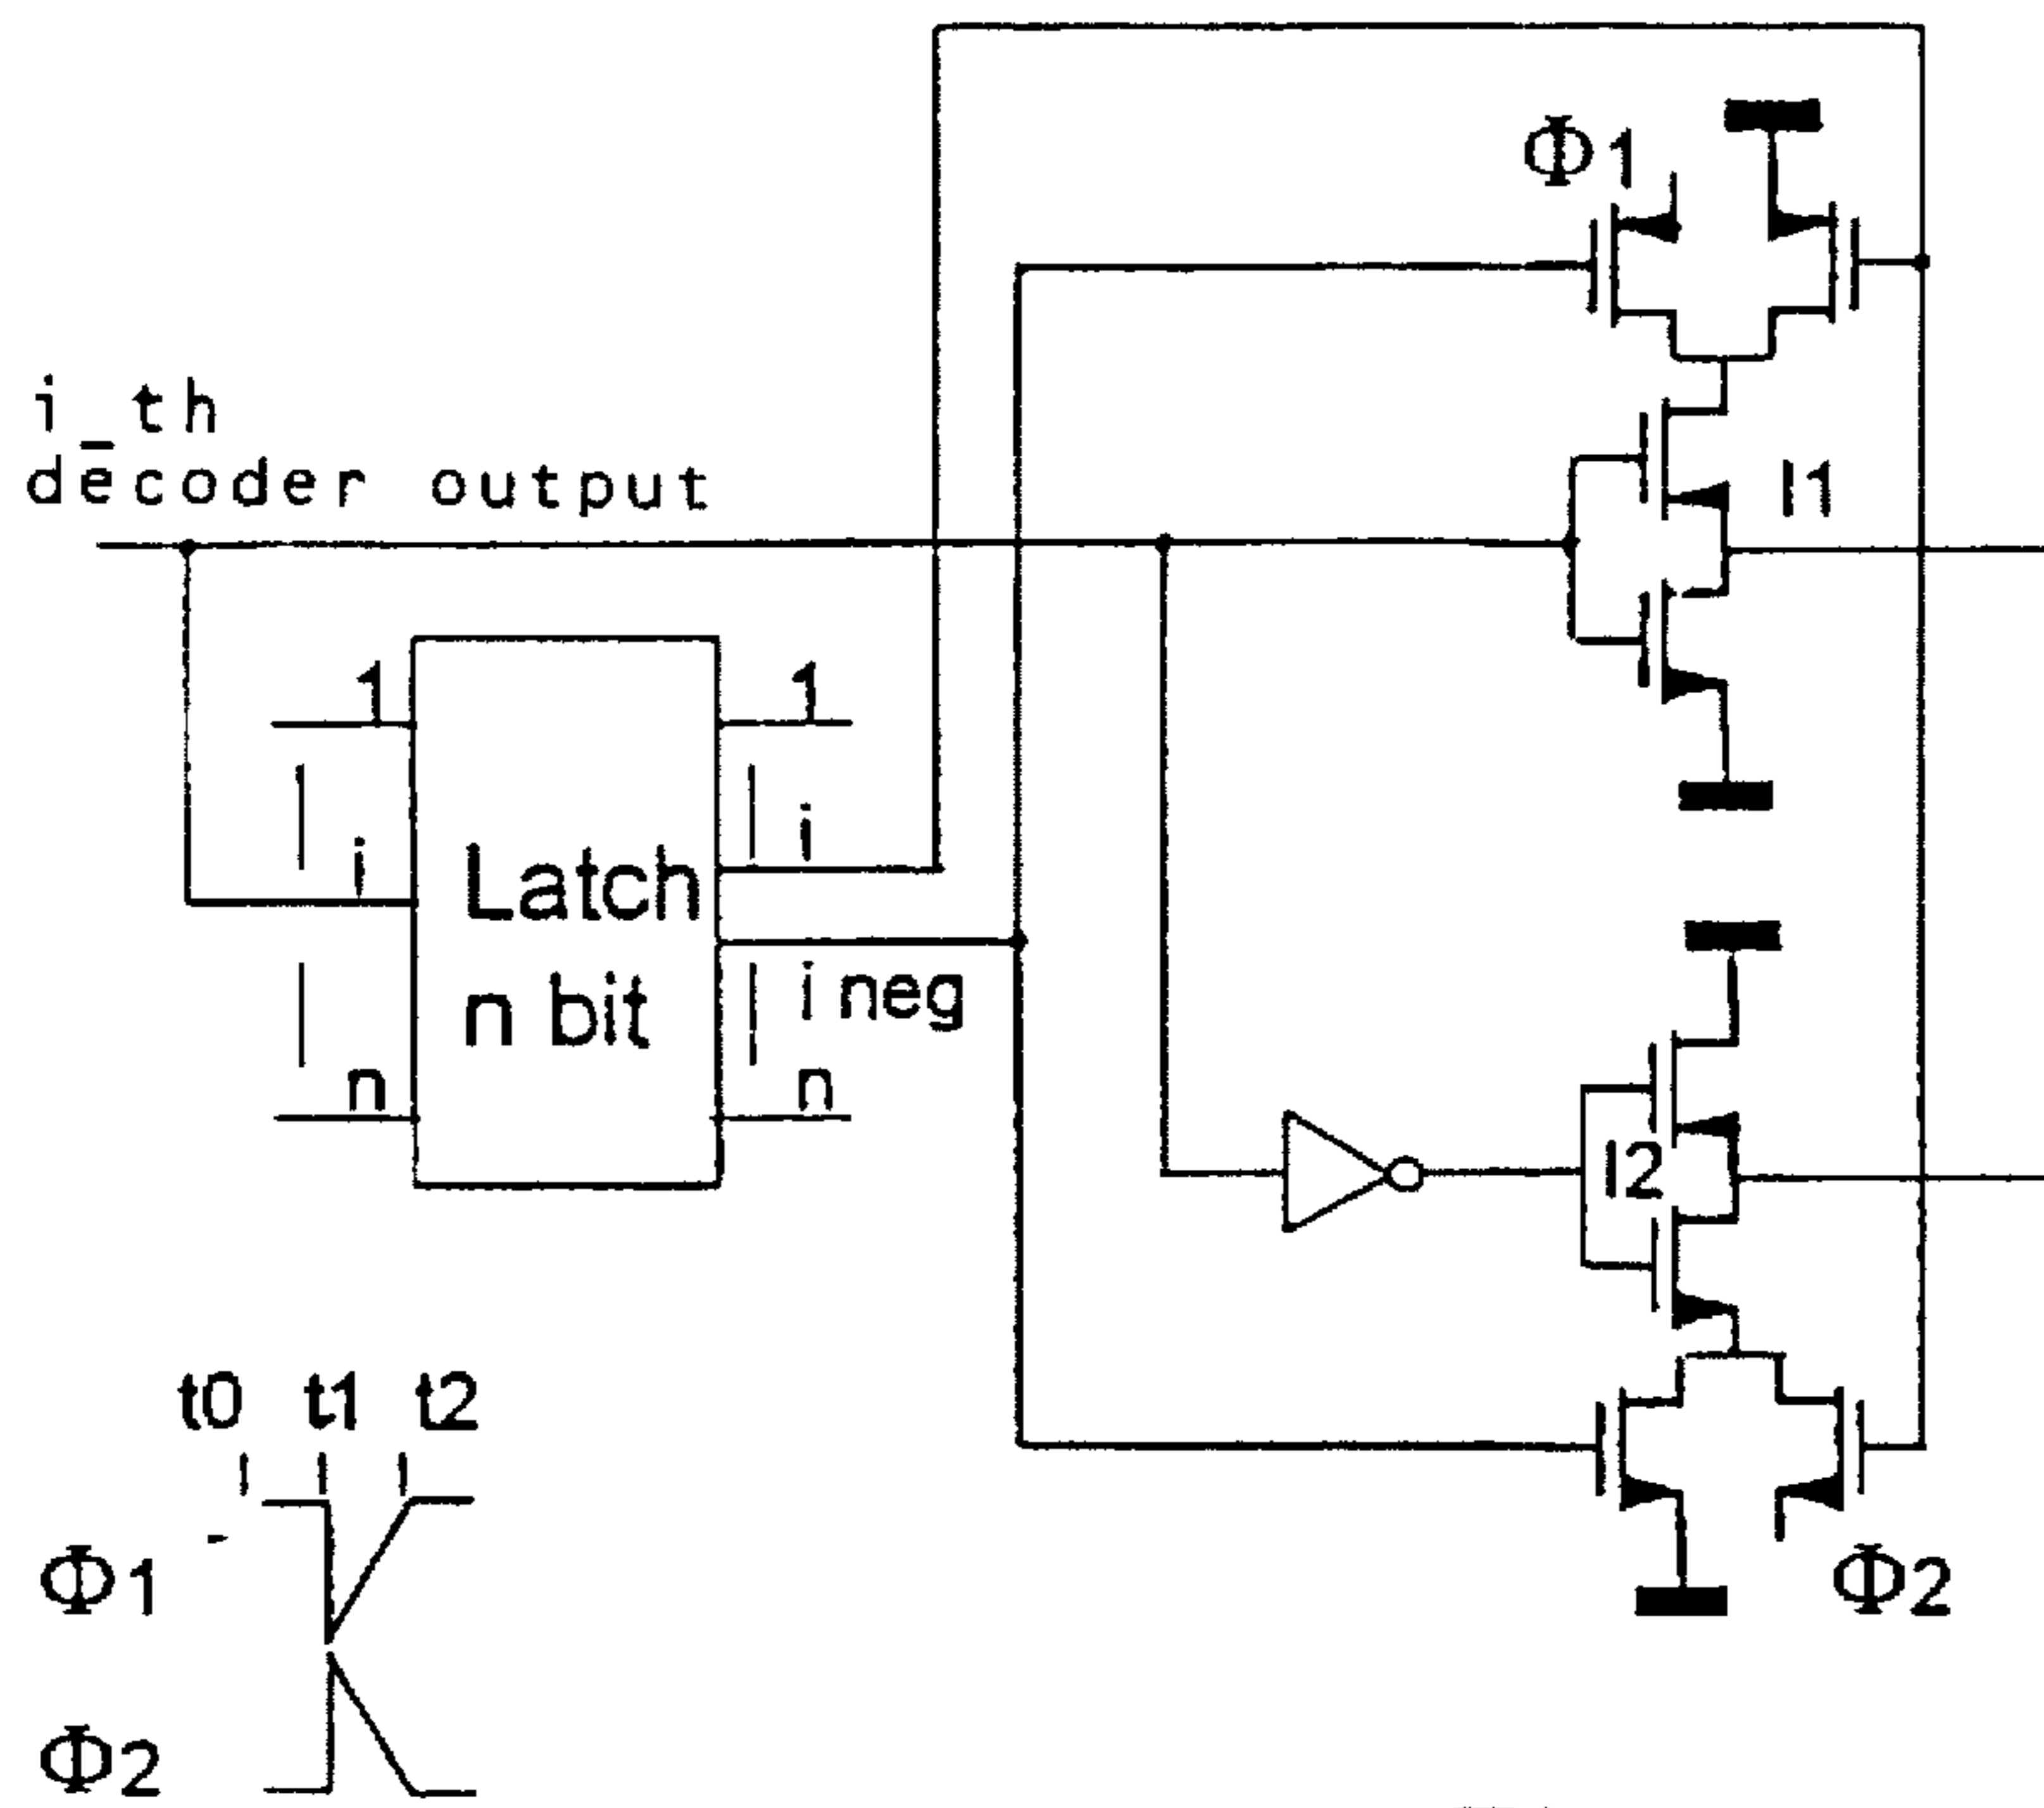 Φ1
i_th
decoder output
I1
1
1
i
i
Latch
n bit
i neg
n
n
I2
t0 t1 t2
Φ1
Φ2
Φ2